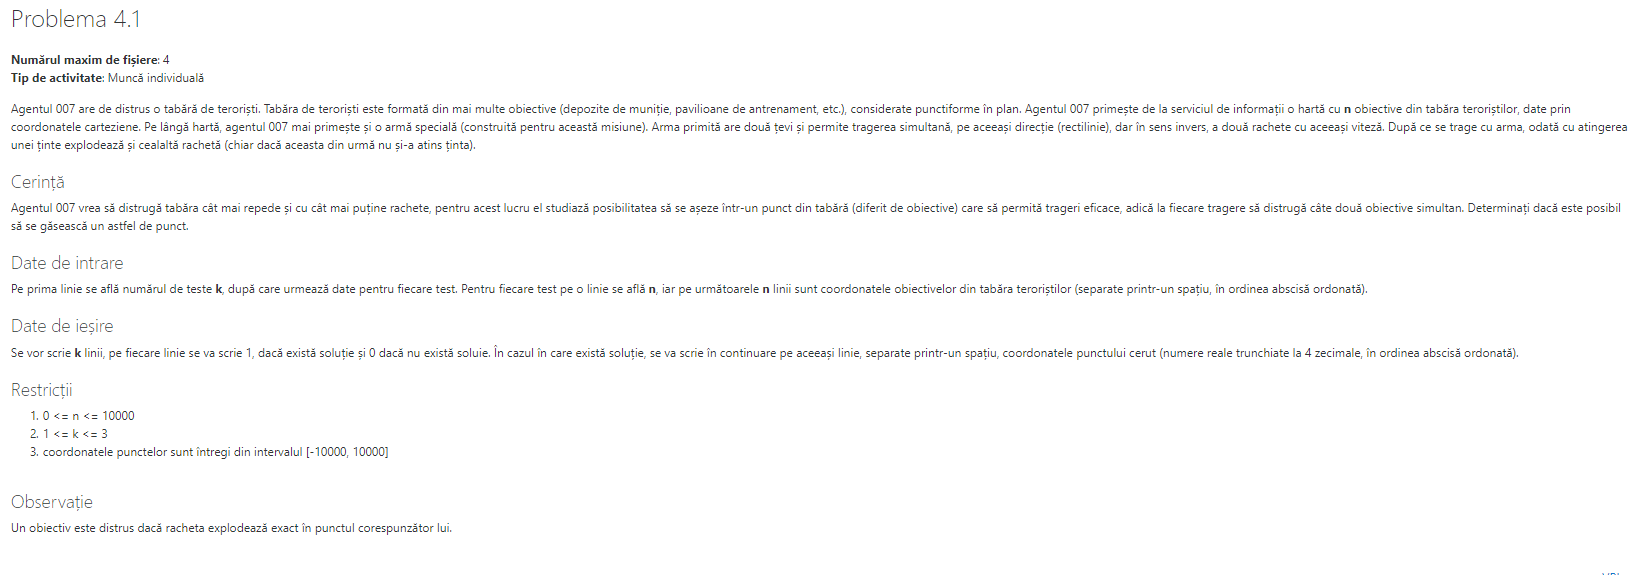 Problema 4.1
Numărul maxim de fișiere: 4
Tip de activitate: Muncă individuală
Agentul 007 are de distrus o tabără de teroriști. Tabăra de teroriști este formată din mai multe obiective (depozite de muniție, pavilioane de antrenament, etc.), considerate punctiforme în plan. Agentul 007 primește de la serviciul de informații o hartă cu n obiective din tabăra teroriștilor, date prin
coordonatele carteziene. Pe lângă hartă, agentul 007 mai primește și o armă specială (construită pentru această misiune). Arma primită are două țevi și permite tragerea simultană, pe aceeași direcție (rectilinie), dar în sens invers, a două rachete cu aceeași viteză. După ce se trage cu arma, odată cu atingerea
unei ținte explodează și cealaltă rachetă (chiar dacă aceasta din urmă nu și-a atins ținta).
Cerință
Agentul 007 vrea să distrugă tabăra cât mai repede și cu cât mai puține rachete, pentru acest lucru el studiază posibilitatea să se așeze într-un punct din tabără (diferit de obiective) care să permită trageri eficace, adică la fiecare tragere să distrugă câte două obiective simultan. Determinați dacă este posibil
să se găsească un astfel de punct.
Date de intrare
Pe prima linie se află numărul de teste k, după care urmează date pentru fiecare test. Pentru fiecare test pe o linie se află n, iar pe următoarele n linii sunt coordonatele obiectivelor din tabăra teroriștilor (separate printr-un spațiu, în ordinea abscisă ordonată).
Date de ieșire
Se vor scrie k linii, pe fiecare linie se va scrie 1, dacă există soluție și 0 dacă nu există soluie. În cazul în care există soluție, se va scrie în continuare pe aceeași linie, separate printr-un spațiu, coordonatele punctului cerut (numere reale trunchiate la 4 zecimale, în ordinea abscisă ordonată).
Restricții
1. 0 <= n <= 10000
2. 1 <= k <= 3
3. coordonatele punctelor sunt întregi din intervalul [-10000, 10000]
Observație
Un obiectiv este distrus dacă racheta explodează exact în punctul corespunzător lui.